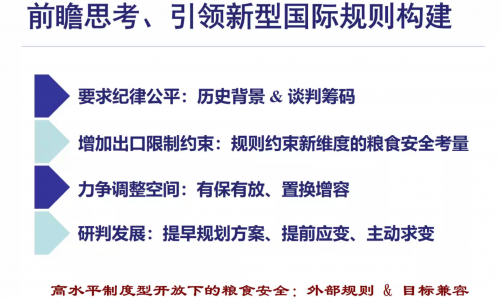 前瞻思考、引领新型国际规则构建
要求纪律公平：历史背景 & 谈判筹码
增加出口限制约束：规则约束新维度的粮食安全考量
力争调整空间：有保有放、置换增容
研判发展：提早规划方案、提前应变、主动求变
高水平制度型开放下的粮食安全：外部规则 & 目标兼容